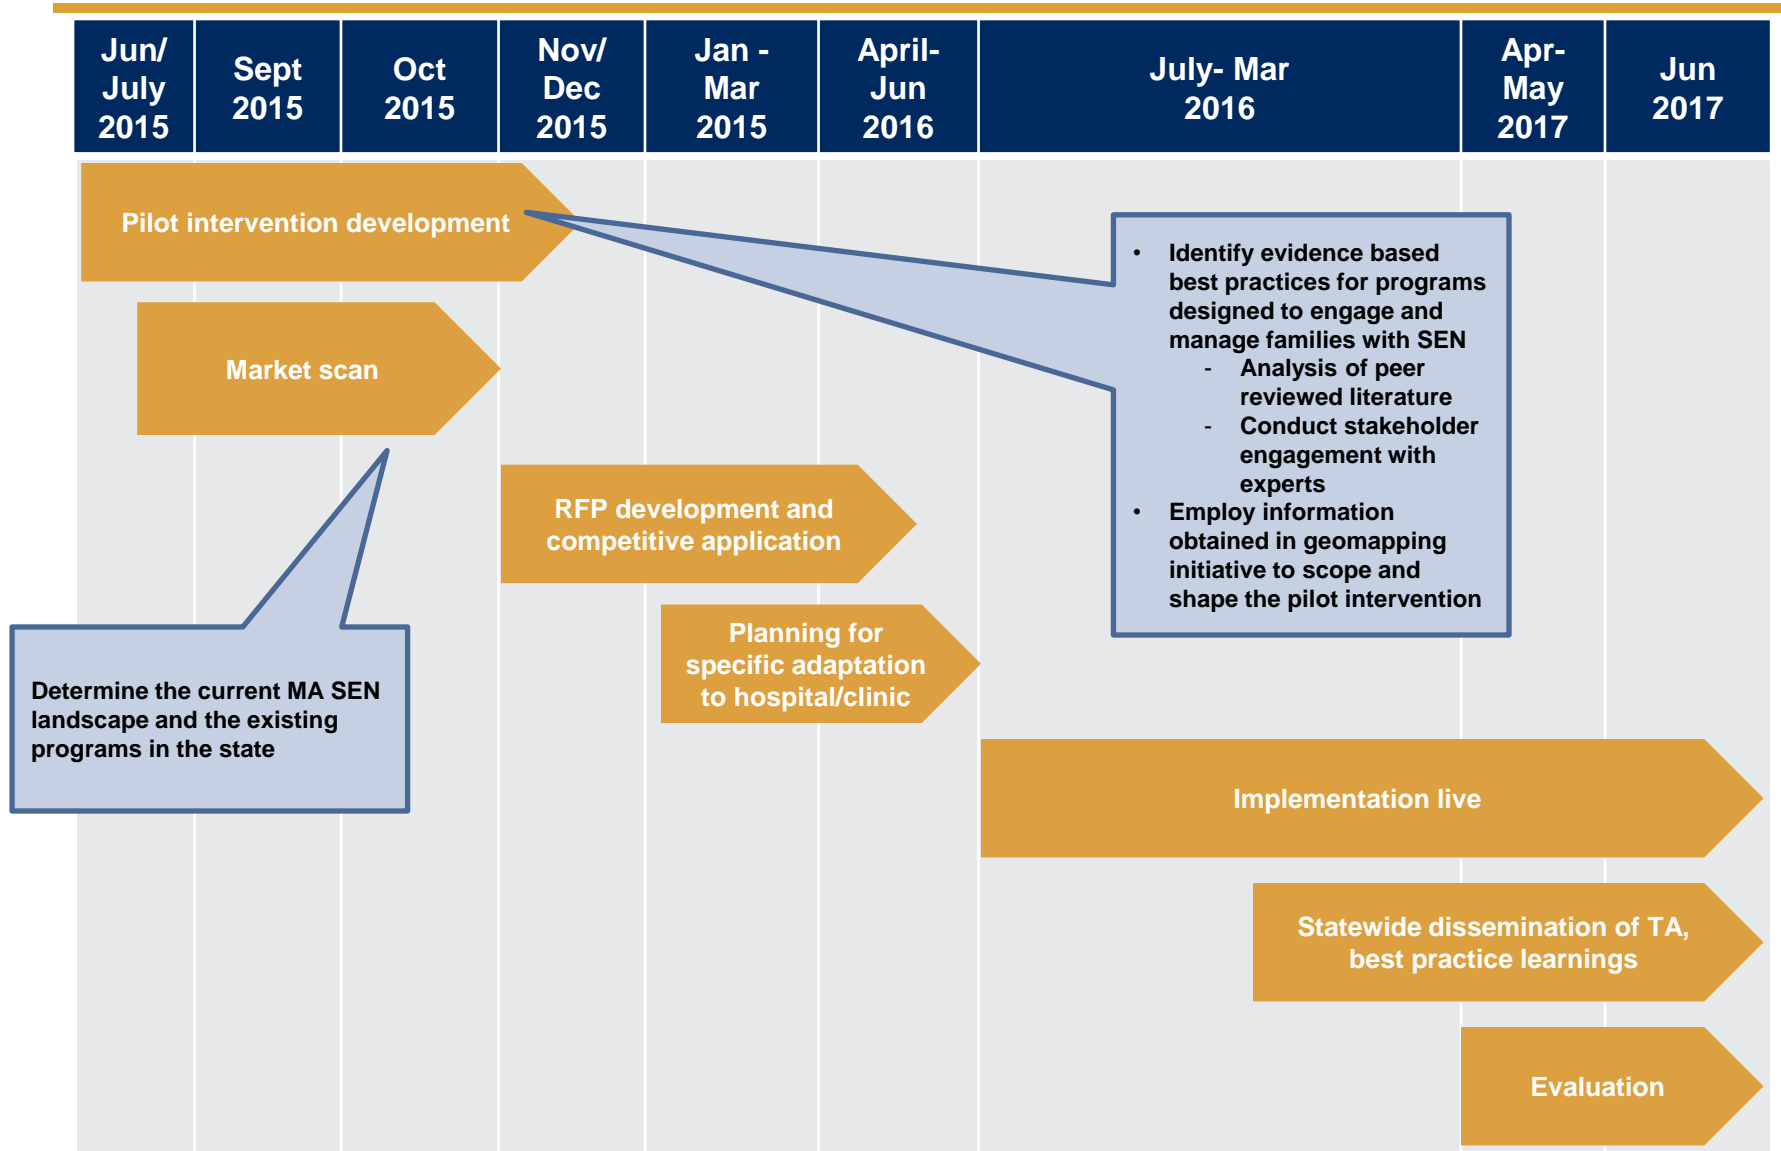 Jun/
July
2015
Sept
2015
Oct
2015
Nov/
Dec
2015
Jan -
Mar
2015
April-
Jun
2016
July- Mar
2016
Apr-
May
2017
Jun
2017
Pilot intervention development
Market scan
• Identify evidence based
best practices for programs
designed to engage and
manage families with SEN
- Analysis of peer
reviewed literature
- Conduct stakeholder
engagement with
experts
• Employ information
obtained in geomapping
initiative to scope and
shape the pilot intervention
RFP development and
competitive application
Planning for
specific adaptation
to hospital/clinic
Determine the current MA SEN
landscape and the existing
programs in the state
Implementation live
Statewide dissemination of TA,
best practice learnings
Evaluation